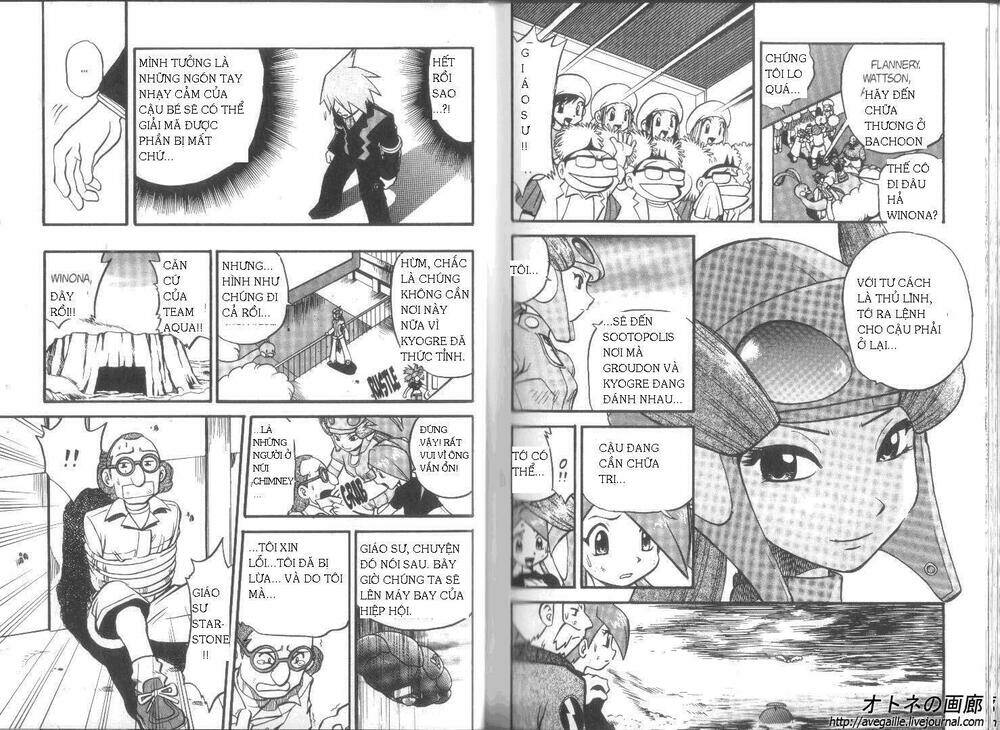 ...
MÌNH TƯỞNG LÀ
NHỮNG NGÓN TAY
NHẠY CẢM CỦA
CẬU BÉ SẼ CÓ THỂ
GIẢI MÃ ĐƯỢC
PHẦN BỊ MẤT
CHỨ...
HẾT
RỒI
SAO
...?!
WINONA,
ĐÂY
RỒI!!
CĂN
CỨ
CỦA
TEAM
AQUA!!
NHƯNG...
HÌNH NHƯ
CHÚNG ĐI
CẢ RỒI...
HỪM, CHẮC
LÀ CHÚNG
KHÔNG CẦN
NƠI NÀY
NỮA VÌ
KYOGRE ĐÃ
THỨC TỈNH.
RUSTLE
!!
GIÁO
SƯ
STAR-
STONE
!!
...LÀ
NHỮNG
NGƯỜI Ở
NÚI
CHIMNEY
....
ĐỪNG
VẬY! RẤT
VUI VÌ ÔNG
VẪN ỔN!
GRAB
...TÔI XIN
LỖI...TÔI ĐÃ BỊ
LỪA... VÀ DO TÔI
MÀ...
GIÁO SƯ, CHUYỆN
ĐÓ NÓI SAU. BÂY
GIỜ CHÚNG TA SẼ
LÊN MÁY BAY CỦA
HIỆP HỘI.
GIÁO
SƯ
!!
CHÚNG
TÔI LO
QUÁ...
FLANNERY,
WATTSON,
HÃY ĐẾN
CHỮA
THƯƠNG Ở
BACHOON
THẾ CÓ
ĐI ĐÂU
HẢ
WINONA?
TÔI...
...SẼ ĐẾN
SOOTOPOLIS
NƠI MÀ
GROUDON VÀ
KYOGRE ĐANG
ĐÁNH NHAU...
VỚI TƯ
CÁCH
LÀ THỦ LĨNH,
TỚ RA LỆNH
CHO CẬU PHẢI
Ở LẠI...
TỚ CÓ
THỂ...
O!!
CẬU ĐANG
CẦN CHỮA
TRỊ...
オトネの画廊
http://avegaille.livejournal.com/